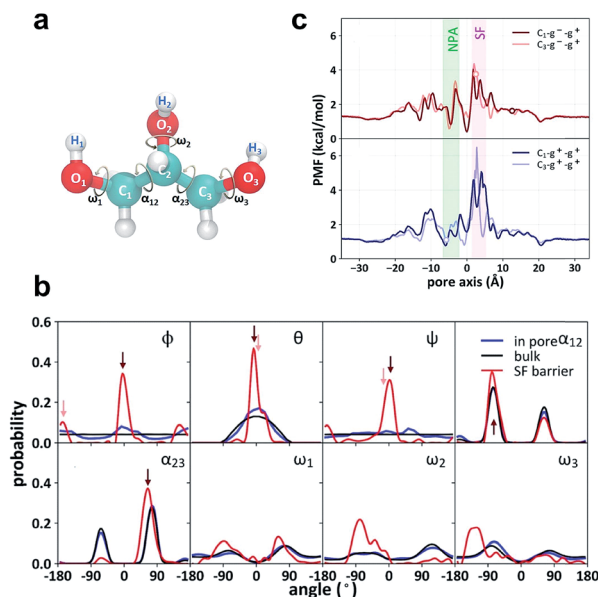 a
H₂
O₂
ω₂
H₁
H₃
O₁
C₂
O₃
C₁
C₃
ω₁
α₁₂
α₂₃
ω₃
c
NPA
SF
C₁-g⁻-g⁺
C₃-g⁻-g⁺
C₁-g⁺-g⁺
C₃-g⁺-g⁺
6
4
2
6
4
2
0
PMF (kcal/mol)
−30 −20 −10 0 10 20 30
pore axis (Å)
b
ϕ
θ
ψ
α₁₂
in pore
bulk
SF barrier
0.6
0.4
0.2
0.0
probability
α₂₃
ω₁
ω₂
ω₃
0.4
0.2
0.0
-180 -90 0 90 -180 -90 0 90 -180 -90 0 90 -180 -90 0 90 180
angle (°)